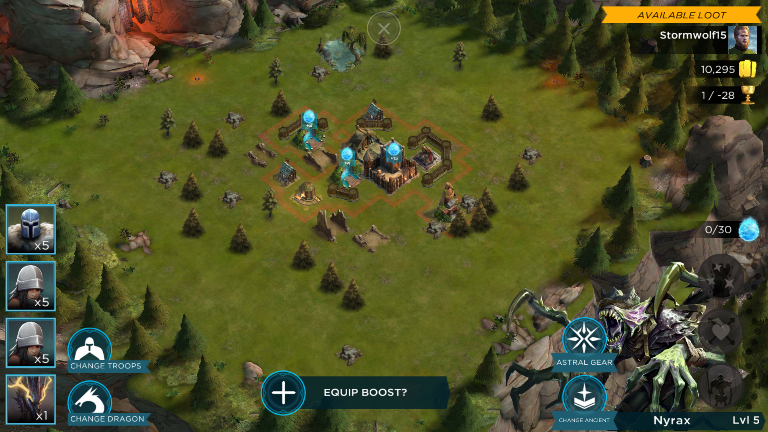 AVAILABLE LOOT
Stormwolf15
10,295
1 / -28
0/30
x5
x5
x5
x1
CHANGE TROOPS
CHANGE DRAGON
EQUIP BOOST?
ASTRAL GEAR
CHANGE ANCIENT
Nyrax Lvl 5